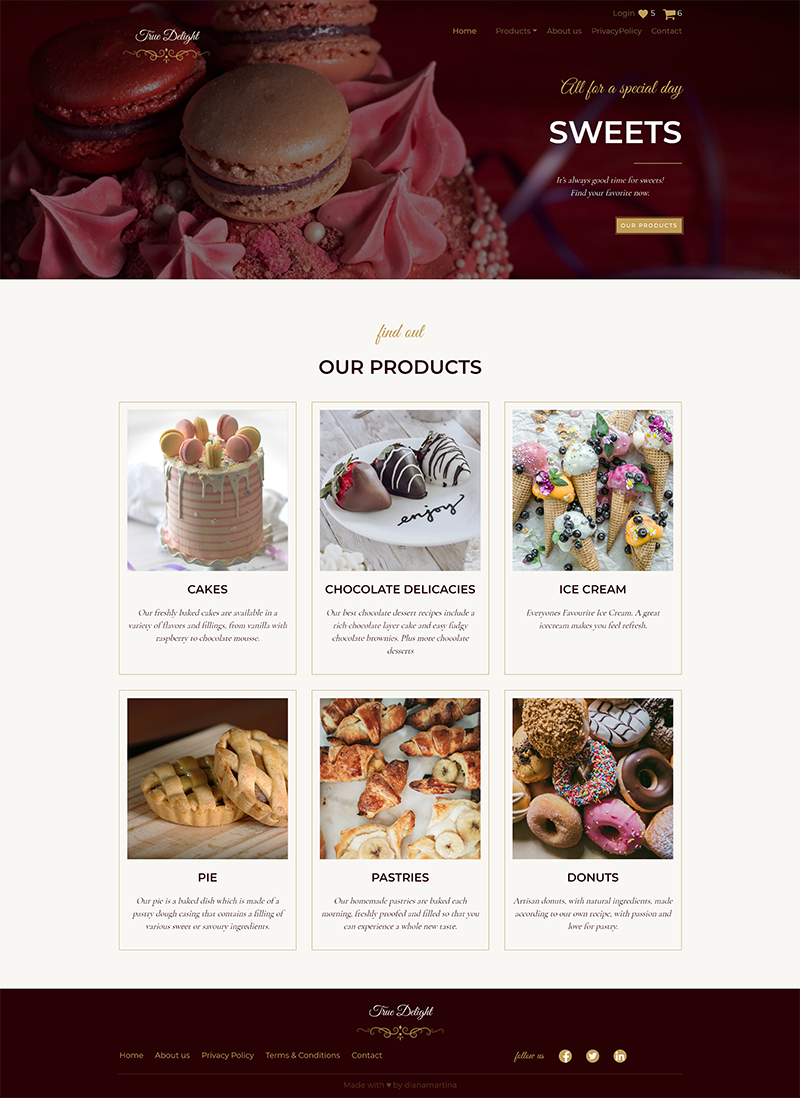 Login 5 6
True Delight
Home Products About us PrivacyPolicy Contact
All for a special day
SWEETS
It's always good time for sweets!
Find your favorite now.
OUR PRODUCTS
find out
OUR PRODUCTS
enjoy
CAKES
Our freshly baked cakes are available in a
variety of flavors and fillings, from vanilla with
raspberry to chocolate mousse.
CHOCOLATE DELICACIES
Our best chocolate dessert recipes include a
rich chocolate layer cake and easy fudgy
chocolate brownies. Plus more chocolate
desserts
ICE CREAM
Everyones Favourite Ice Cream. A great
icecream makes you feel refresh.
PIE
Our pie is a baked dish which is made of a
pastry dough casing that contains a filling of
various sweet or savoury ingredients.
PASTRIES
Our homemade pastries are baked each
morning, freshly proofed and filled so that you
can experience a whole new taste.
DONUTS
Artisan donuts, with natural ingredients, made
according to our own recipe, with passion and
love for pastry.
True Delight
Home About us Privacy Policy Terms & Conditions Contact
follow us
Made with ♥ by dianamartina